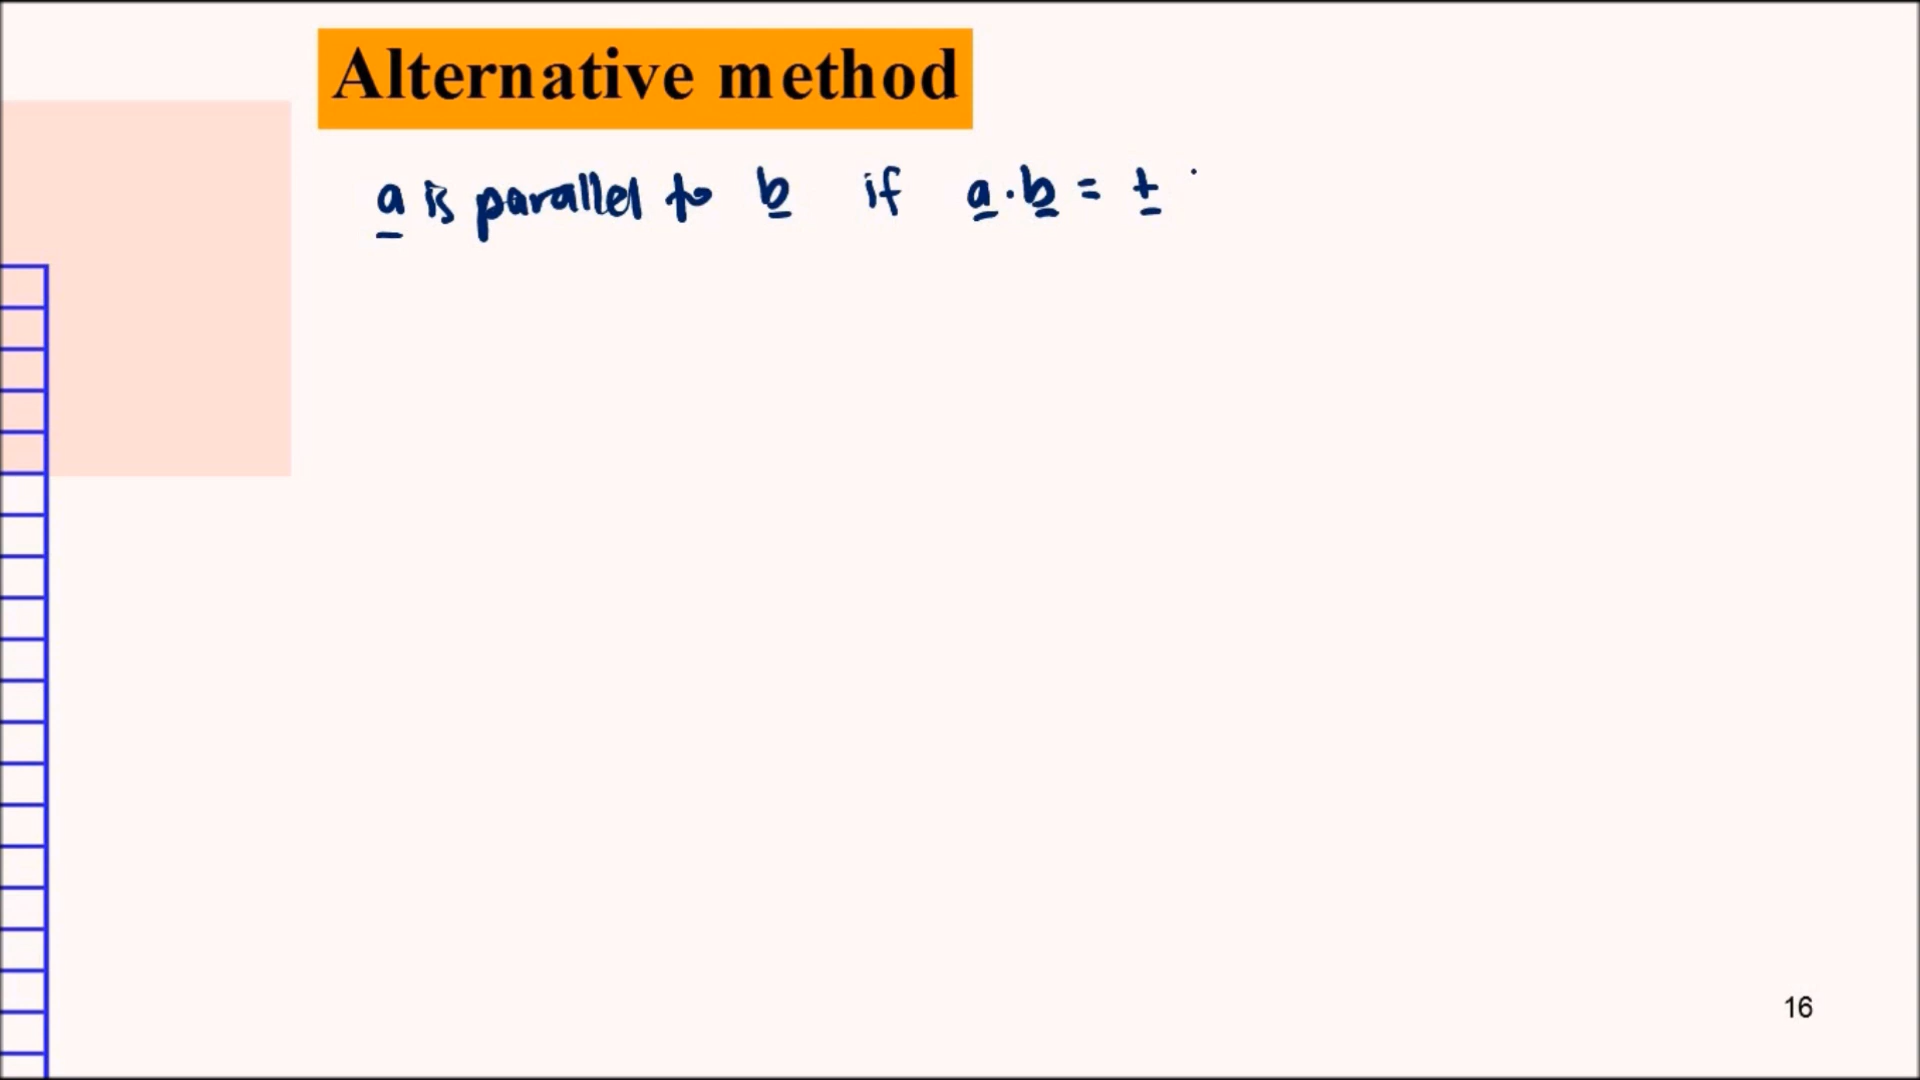 Alternative method
a is parallel to b if a · b = ±
16